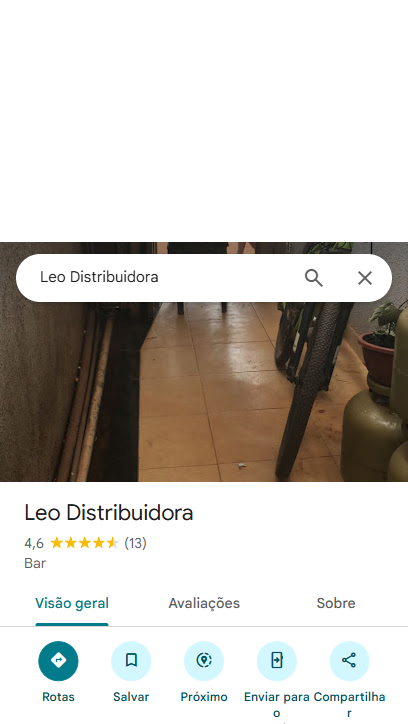 Leo Distribuidora
Leo Distribuidora
4,6 (13)
Bar
Visão geral Avaliações Sobre
Rotas Salvar Próximo Enviar para o Compartilhar